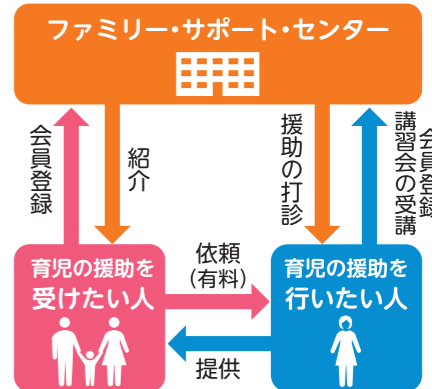 ファミリー・サポート・センター
会員登録
紹介
援助の打診
会員登録
講習会の受講
育児の援助を
受けたい人
依頼
(有料)
育児の援助を
行いたい人
提供